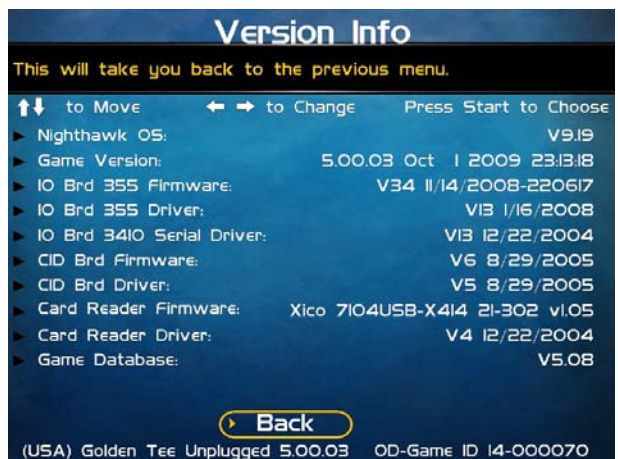 Version Info
This will take you back to the previous menu.
to Move to Change Press Start to Choose
Nighthawk OS: V9.19
Game Version: 5.00.03 Oct 1 2009 23:13:18
IO Brd 355 Firmware: V34 11/14/2008-220617
IO Brd 355 Driver: V13 1/16/2008
IO Brd 3410 Serial Driver: V13 12/22/2004
CID Brd Firmware: V6 8/29/2005
CID Brd Driver: V5 8/29/2005
Card Reader Firmware: Xico 7104USB-X414 21-302 v1.05
Card Reader Driver: V4 12/22/2004
Game Database: V5.08
Back
(USA) Golden Tee Unplugged 5.00.03 OD-Game ID 14-000070